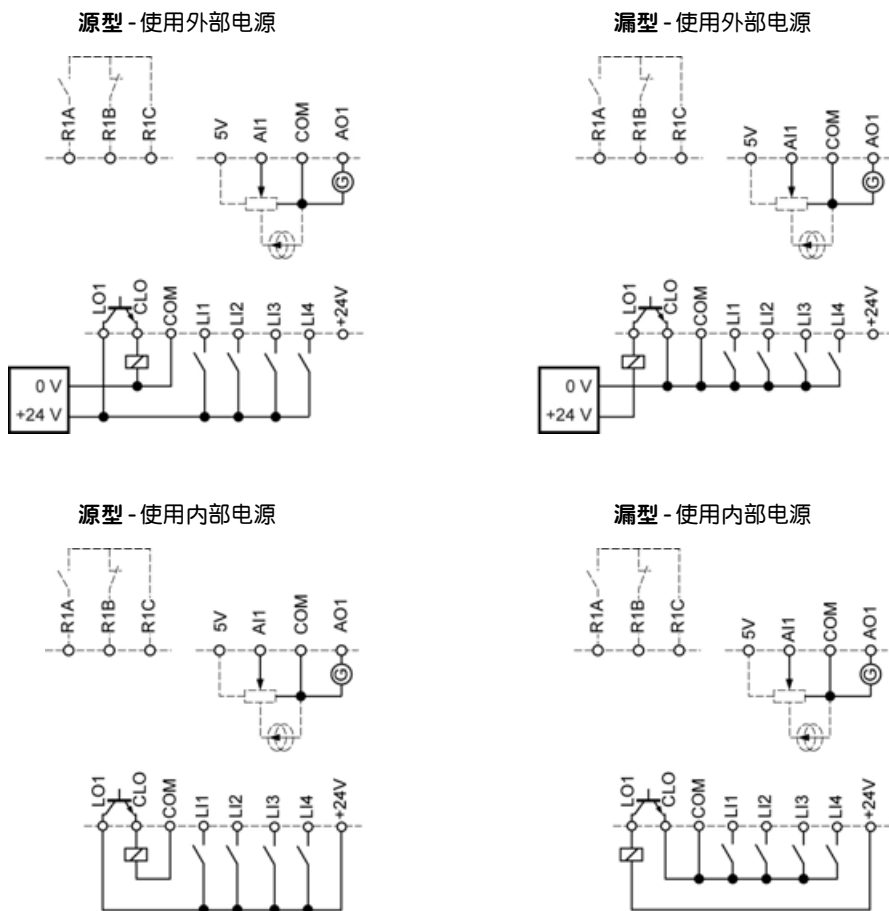 源型 - 使用外部电源
漏型 - 使用外部电源
R1A R1B R1C 5V AI1 COM AO1
G
R1A R1B R1C 5V AI1 COM AO1
G
LO1 CLO COM LI1 LI2 LI3 LI4 +24V
0 V
+24 V
LO1 CLO COM LI1 LI2 LI3 LI4 +24V
0 V
+24 V
源型 - 使用内部电源
漏型 - 使用内部电源
R1A R1B R1C 5V AI1 COM AO1
G
R1A R1B R1C 5V AI1 COM AO1
G
LO1 CLO COM LI1 LI2 LI3 LI4 +24V
LO1 CLO COM LI1 LI2 LI3 LI4 +24V